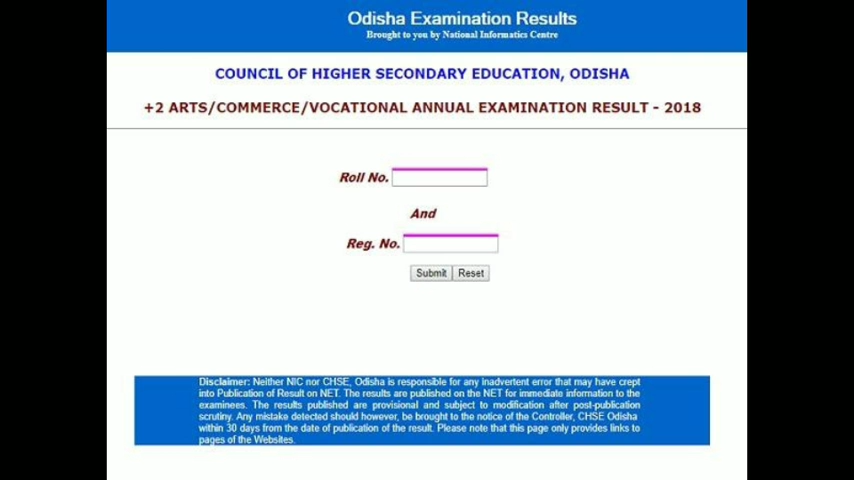 Odisha Examination Results
Brought to you by National Informatics Centre
COUNCIL OF HIGHER SECONDARY EDUCATION, ODISHA
+2 ARTS/COMMERCE/VOCATIONAL ANNUAL EXAMINATION RESULT - 2018
Roll No.
And
Reg. No.
Submit Reset
Disclaimer: Neither NIC nor CHSE, Odisha is responsible for any inadvertent error that may have crept
into Publication of Result on NET. The results are published on the NET for immediate information to the
examinees. The results published are provisional and subject to modification after post-publication
scrutiny. Any mistake detected should however, be brought to the notice of the Controller, CHSE Odisha
within 30 days from the date of publication of the result. Please note that this page only provides links to
pages of the Websites.